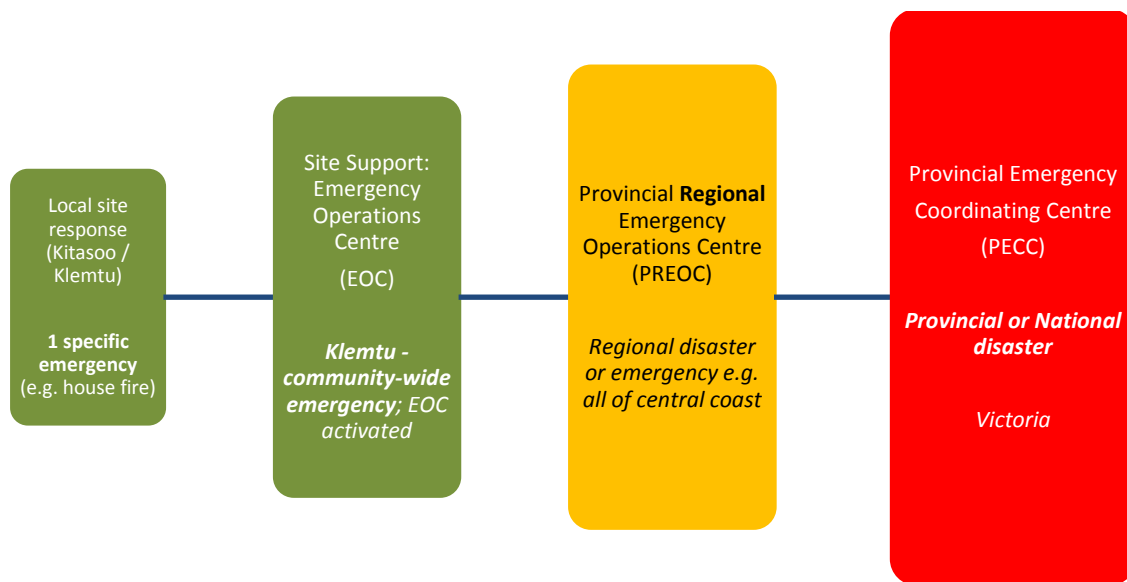 Local site
response
(Kitasoo /
Klemtu)
1 specific
emergency
(e.g. house fire)
Site Support:
Emergency
Operations
Centre
(EOC)
Klemtu -
community-wide
emergency; EOC
activated
Provincial Regional
Emergency
Operations Centre
(PREOC)
Regional disaster
or emergency e.g.
all of central coast
Provincial Emergency
Coordinating Centre
(PECC)
Provincial or National
disaster
Victoria